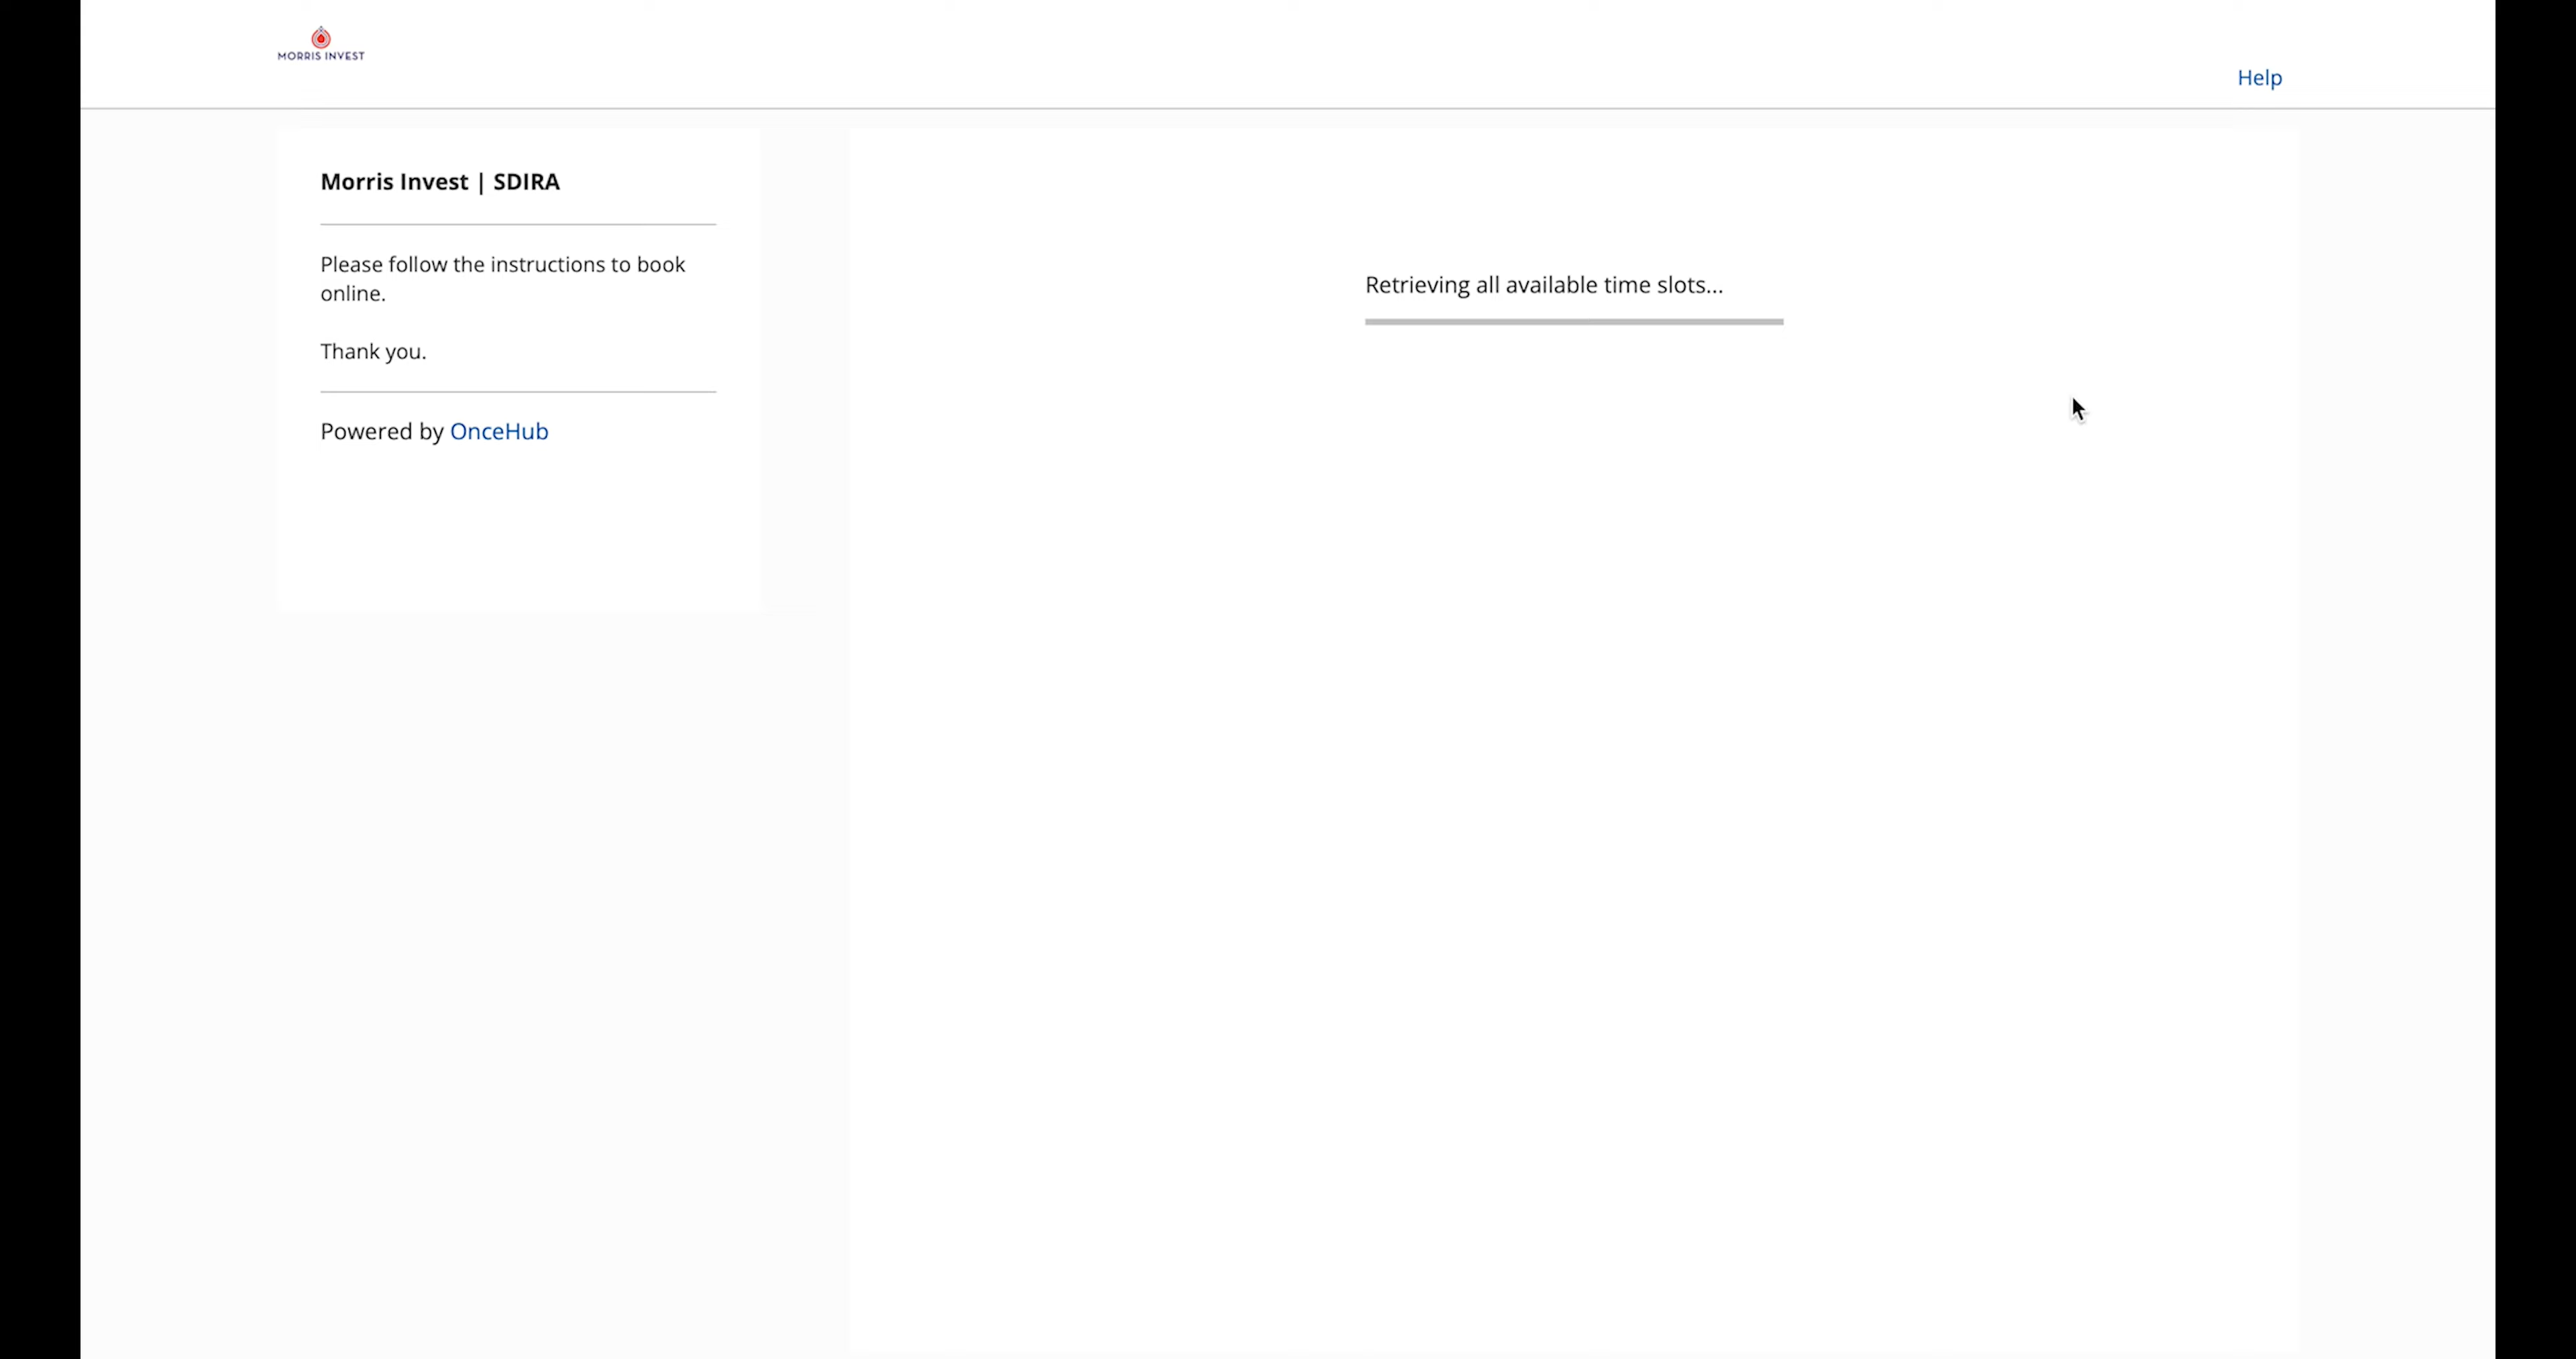 MORRIS INVEST
Help
Morris Invest | SDIRA
Please follow the instructions to book
online.
Thank you.
Powered by OnceHub
Retrieving all available time slots...